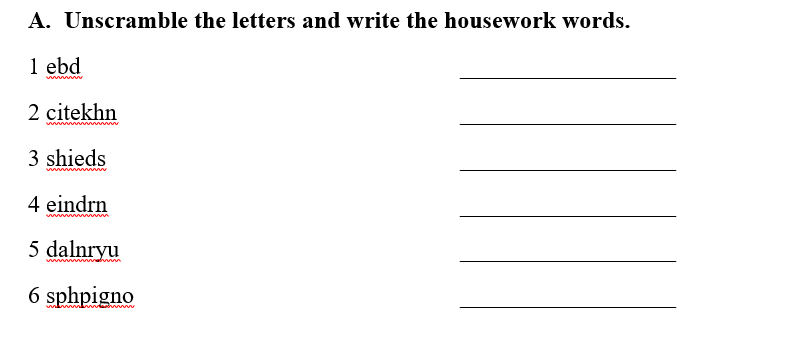 A. Unscramble the letters and write the housework words.
1 ebd
2 citekhn
3 shieds
4 eindrn
5 dalnryu
6 sphpigno